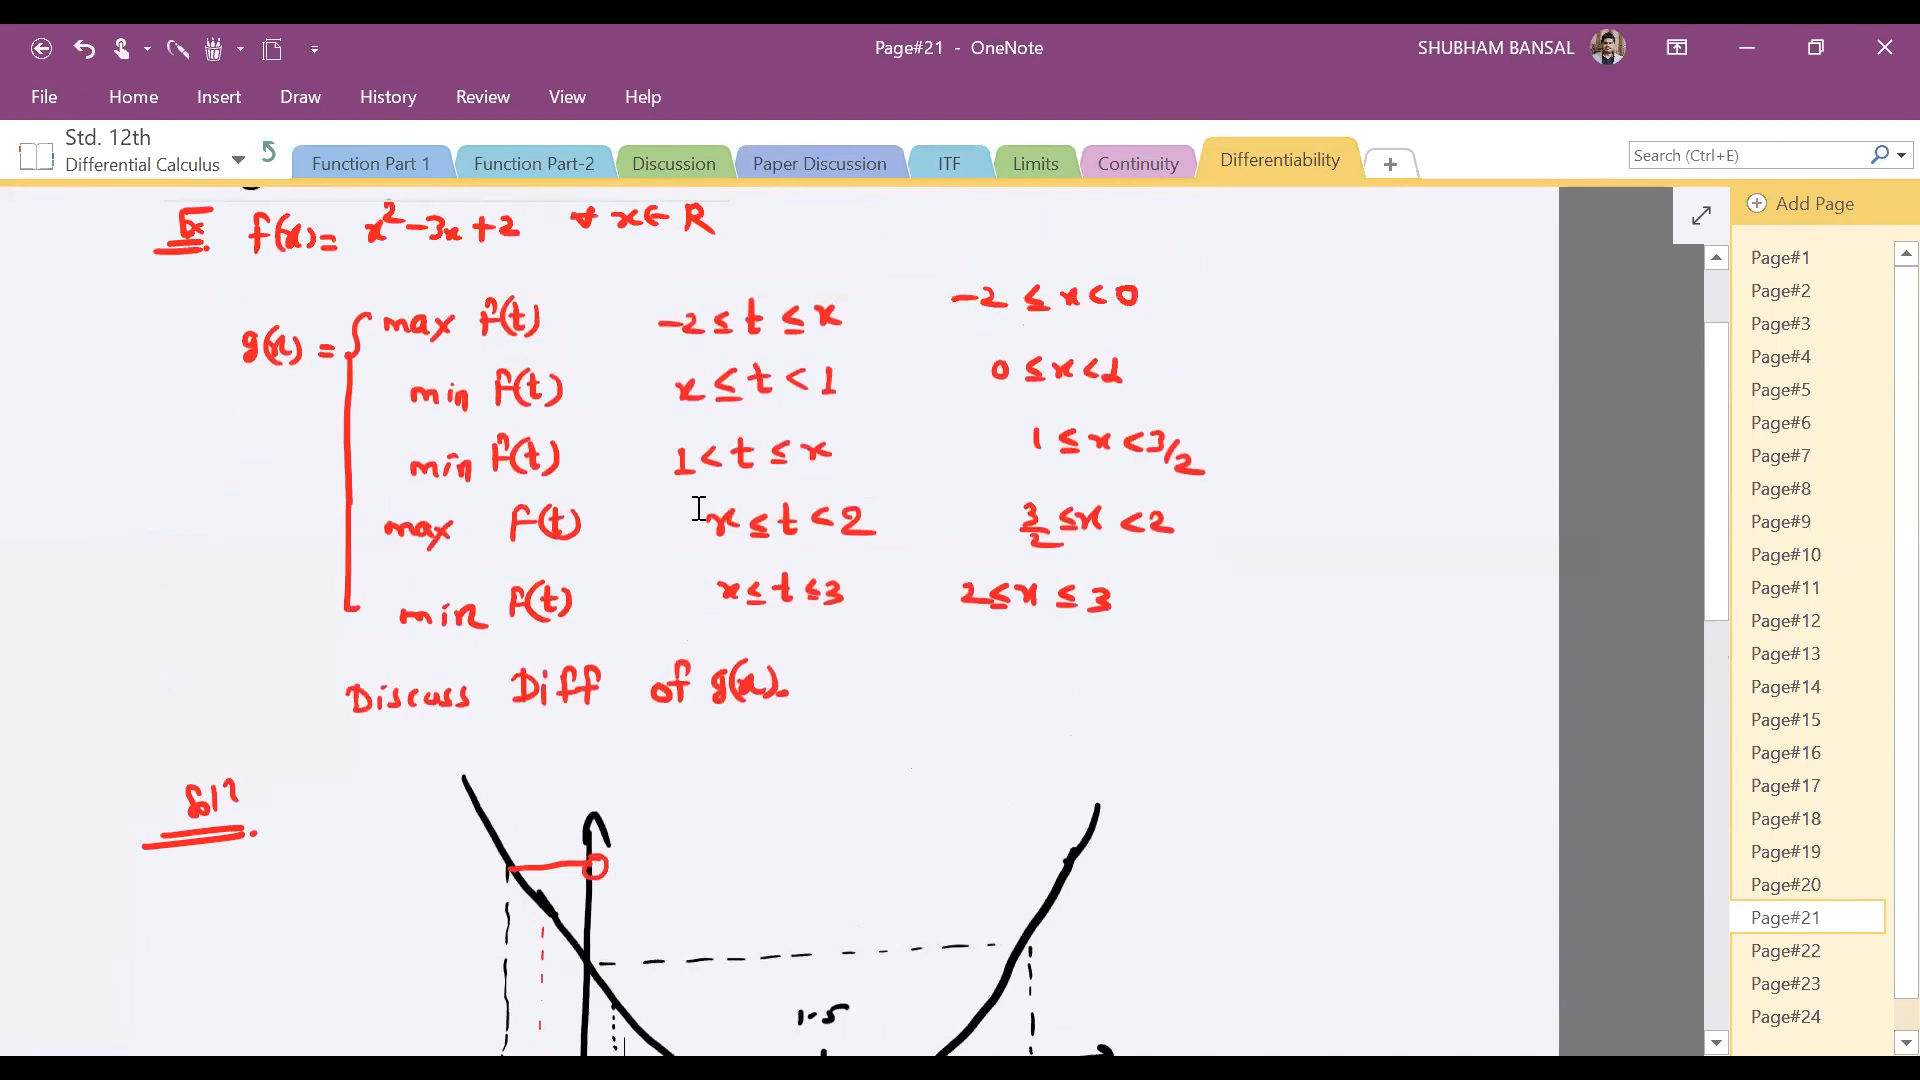 Page#21 - OneNote
SHUBHAM BANSAL
File Home Insert Draw History Review View Help
Std. 12th
Differential Calculus
Function Part 1
Function Part-2
Discussion
Paper Discussion
ITF
Limits
Continuity
Differentiability
Search (Ctrl+E)
Add Page
Ex f(x) = x² - 3x + 2 ∀ x ∈ R
g(x) = { max f(t) -2 ≤ t ≤ x -2 ≤ x < 0
min f(t) x ≤ t < 1 0 ≤ x < 1
min f(t) 1 < t ≤ x 1 ≤ x < 3/2
max f(t) x ≤ t < 2 3/2 ≤ x < 2
min f(t) x ≤ t ≤ 3 2 ≤ x ≤ 3
Discuss Diff of g(x).
Sol?
1.5
Page#1
Page#2
Page#3
Page#4
Page#5
Page#6
Page#7
Page#8
Page#9
Page#10
Page#11
Page#12
Page#13
Page#14
Page#15
Page#16
Page#17
Page#18
Page#19
Page#20
Page#21
Page#22
Page#23
Page#24